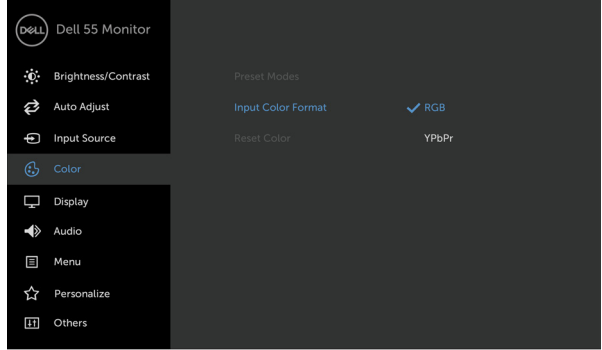 DELL Dell 55 Monitor
Brightness/Contrast
Auto Adjust
Input Source
Color
Display
Audio
Menu
Personalize
Others
Preset Modes
Input Color Format
Reset Color
RGB
YPbPr